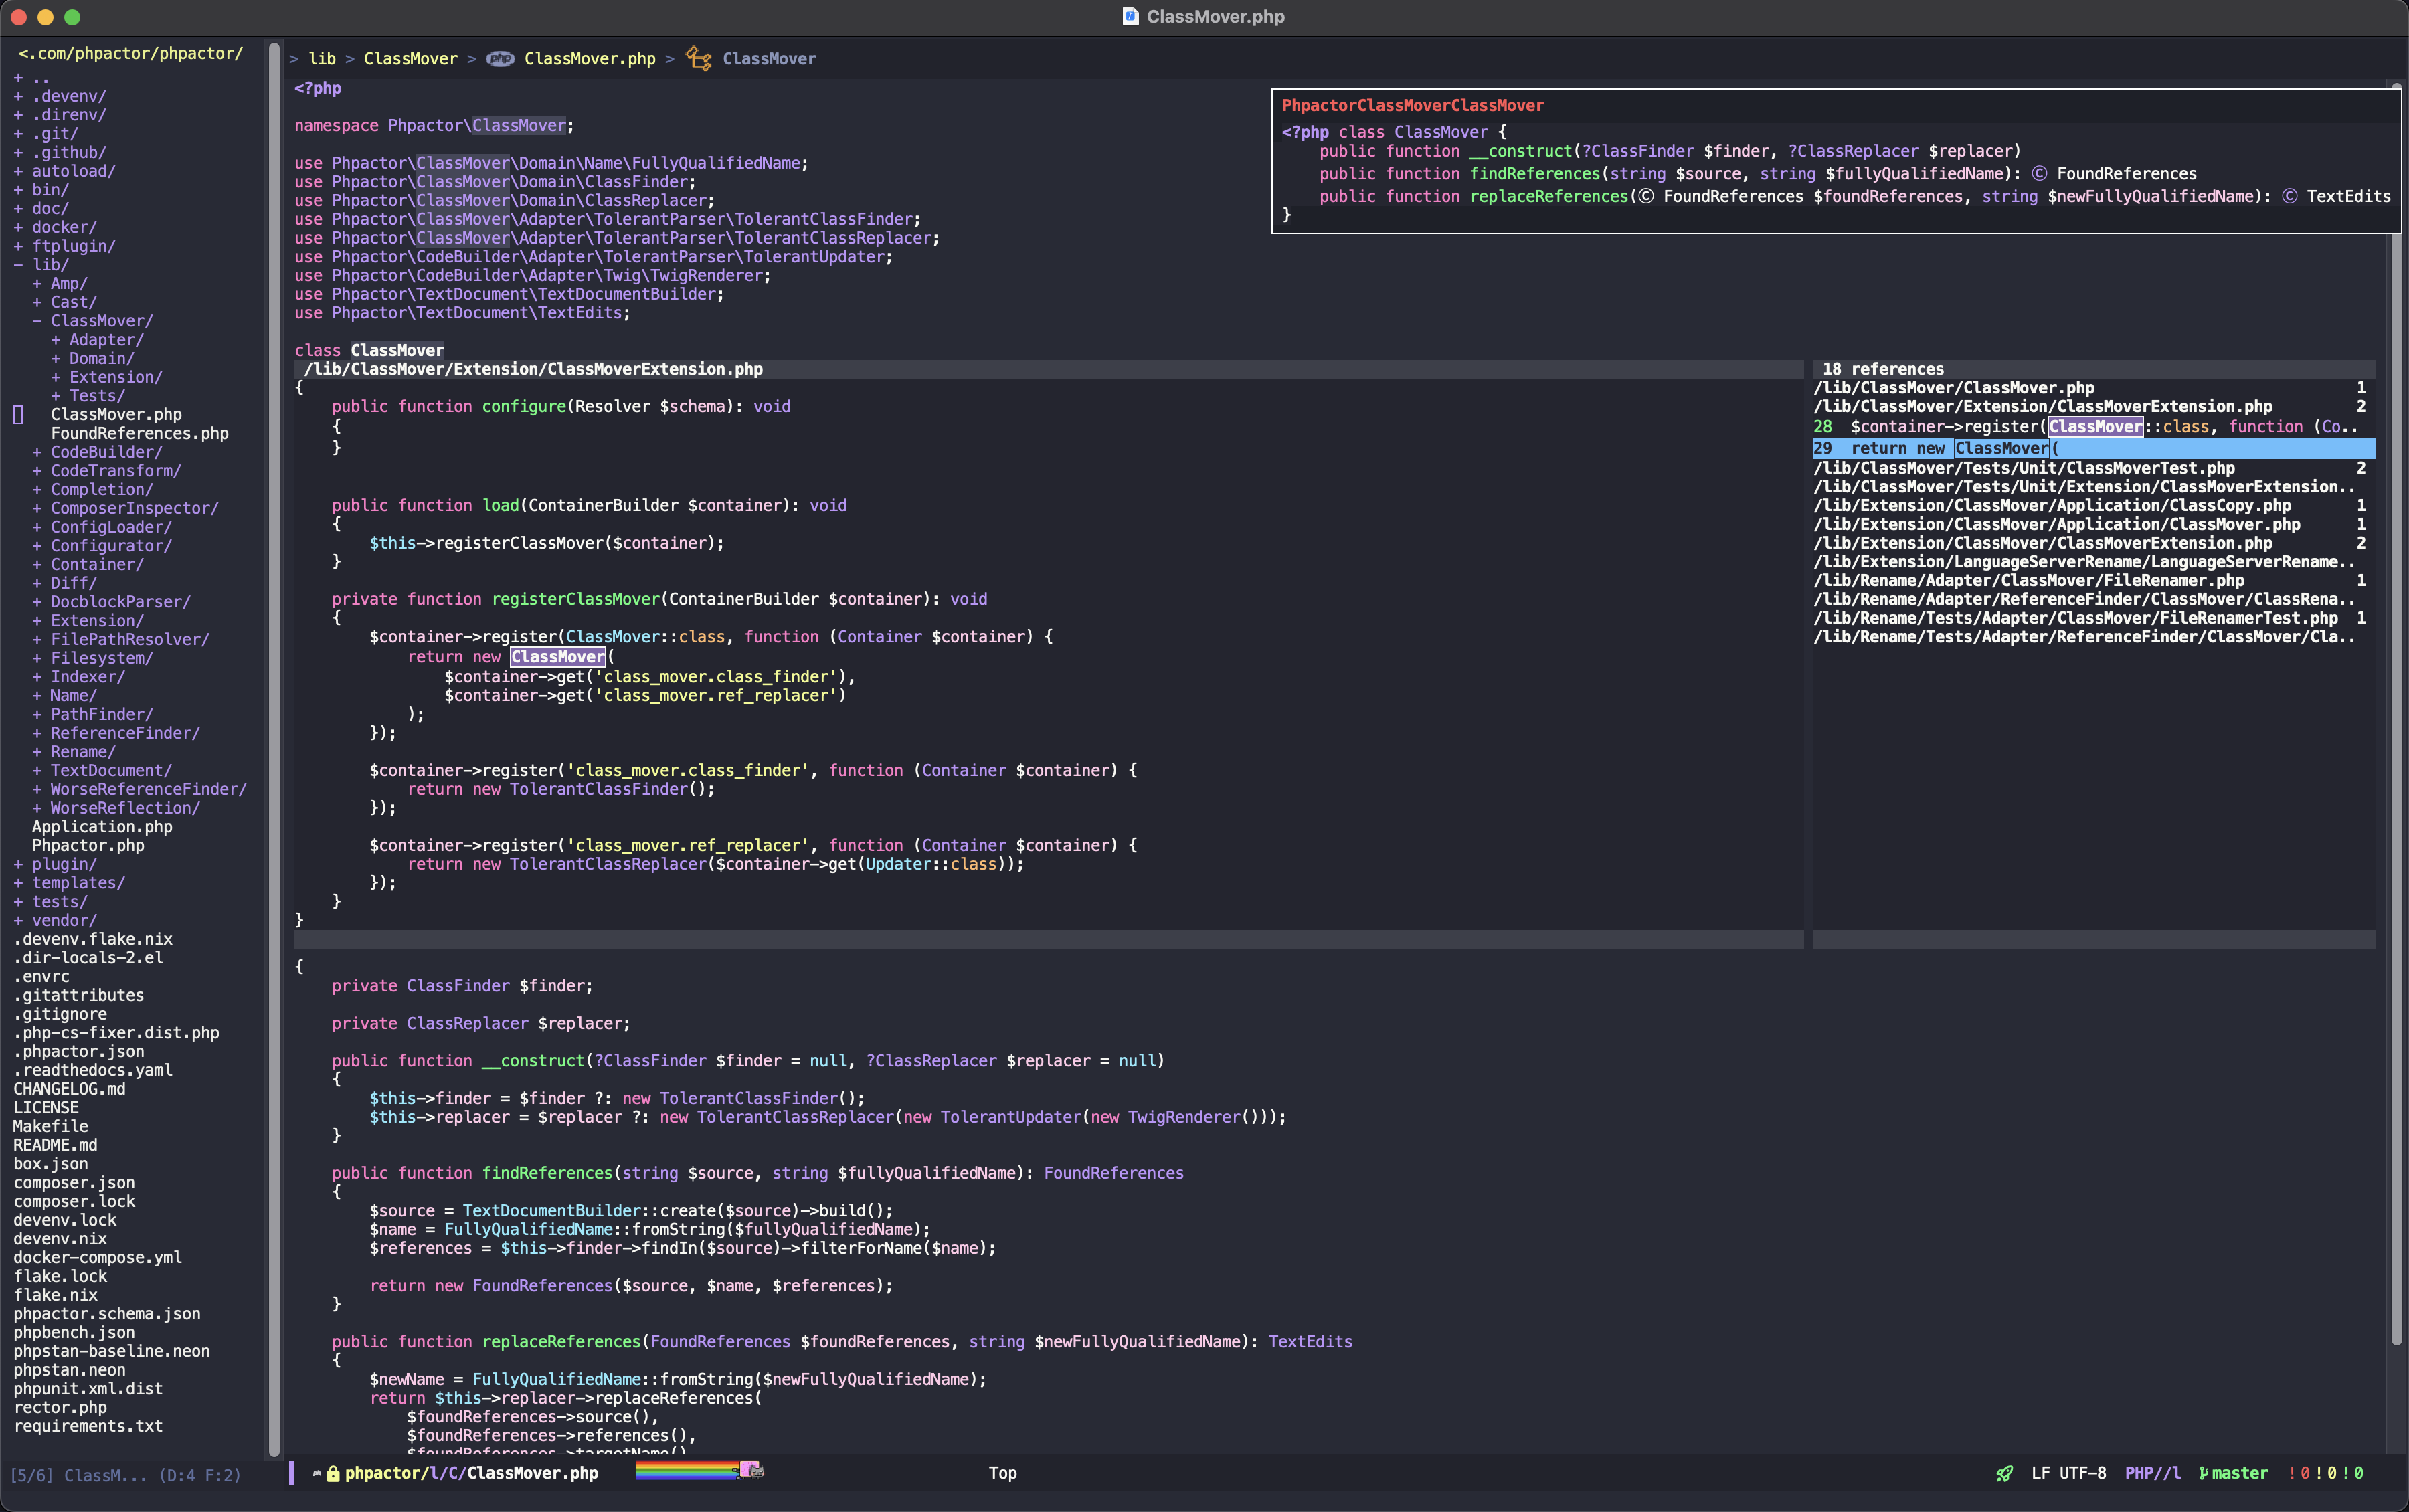 ClassMover.php
<.com/phpactor/phpactor/
+ ..
+ .devenv/
+ .direnv/
+ .git/
+ .github/
+ autoload/
+ bin/
+ doc/
+ docker/
+ ftplugin/
- lib/
+ Amp/
+ Cast/
- ClassMover/
+ Adapter/
+ Domain/
+ Extension/
+ Tests/
ClassMover.php
FoundReferences.php
+ CodeBuilder/
+ CodeTransform/
+ Completion/
+ ComposerInspector/
+ ConfigLoader/
+ Configurator/
+ Container/
+ Diff/
+ DocblockParser/
+ Extension/
+ FilePathResolver/
+ Filesystem/
+ Indexer/
+ Name/
+ PathFinder/
+ ReferenceFinder/
+ Rename/
+ TextDocument/
+ WorseReferenceFinder/
+ WorseReflection/
Application.php
Phpactor.php
+ plugin/
+ templates/
+ tests/
+ vendor/
.devenv.flake.nix
.dir-locals-2.el
.envrc
.gitattributes
.gitignore
.php-cs-fixer.dist.php
.phpactor.json
.readthedocs.yaml
CHANGELOG.md
LICENSE
Makefile
README.md
box.json
composer.json
composer.lock
devenv.lock
devenv.nix
docker-compose.yml
flake.lock
flake.nix
phpactor.schema.json
phpbench.json
phpstan-baseline.neon
phpstan.neon
phpunit.xml.dist
rector.php
requirements.txt
[5/6] ClassM... (D:4 F:2)
> lib > ClassMover > php ClassMover.php > ClassMover
<?php
namespace Phpactor\ClassMover;
use Phpactor\ClassMover\Domain\Name\FullyQualifiedName;
use Phpactor\ClassMover\Domain\ClassFinder;
use Phpactor\ClassMover\Domain\ClassReplacer;
use Phpactor\ClassMover\Adapter\TolerantParser\TolerantClassFinder;
use Phpactor\ClassMover\Adapter\TolerantParser\TolerantClassReplacer;
use Phpactor\CodeBuilder\Adapter\TolerantParser\TolerantUpdater;
use Phpactor\CodeBuilder\Adapter\Twig\TwigRenderer;
use Phpactor\TextDocument\TextDocumentBuilder;
use Phpactor\TextDocument\TextEdits;
class ClassMover
PhpactorClassMoverClassMover
<?php class ClassMover {
public function __construct(?ClassFinder $finder, ?ClassReplacer $replacer)
public function findReferences(string $source, string $fullyQualifiedName): © FoundReferences
public function replaceReferences(© FoundReferences $foundReferences, string $newFullyQualifiedName): © TextEdits
}
/lib/ClassMover/Extension/ClassMoverExtension.php
{
public function configure(Resolver $schema): void
{
}
public function load(ContainerBuilder $container): void
{
$this->registerClassMover($container);
}
private function registerClassMover(ContainerBuilder $container): void
{
$container->register(ClassMover::class, function (Container $container) {
return new ClassMover(
$container->get('class_mover.class_finder'),
$container->get('class_mover.ref_replacer')
);
});
$container->register('class_mover.class_finder', function (Container $container) {
return new TolerantClassFinder();
});
$container->register('class_mover.ref_replacer', function (Container $container) {
return new TolerantClassReplacer($container->get(Updater::class));
});
}
}
18 references
/lib/ClassMover/ClassMover.php 1
/lib/ClassMover/Extension/ClassMoverExtension.php 2
28 $container->register(ClassMover::class, function (Co..
29 return new ClassMover(
/lib/ClassMover/Tests/Unit/ClassMoverTest.php 2
/lib/ClassMover/Tests/Unit/Extension/ClassMoverExtension..
/lib/Extension/ClassMover/Application/ClassCopy.php 1
/lib/Extension/ClassMover/Application/ClassMover.php 1
/lib/Extension/ClassMover/ClassMoverExtension.php 2
/lib/Extension/LanguageServerRename/LanguageServerRename..
/lib/Rename/Adapter/ClassMover/FileRenamer.php 1
/lib/Rename/Adapter/ReferenceFinder/ClassMover/ClassRena..
/lib/Rename/Tests/Adapter/ClassMover/FileRenamerTest.php 1
/lib/Rename/Tests/Adapter/ReferenceFinder/ClassMover/Cla..
{
private ClassFinder $finder;
private ClassReplacer $replacer;
public function __construct(?ClassFinder $finder = null, ?ClassReplacer $replacer = null)
{
$this->finder = $finder ?: new TolerantClassFinder();
$this->replacer = $replacer ?: new TolerantClassReplacer(new TolerantUpdater(new TwigRenderer()));
}
public function findReferences(string $source, string $fullyQualifiedName): FoundReferences
{
$source = TextDocumentBuilder::create($source)->build();
$name = FullyQualifiedName::fromString($fullyQualifiedName);
$references = $this->finder->findIn($source)->filterForName($name);
return new FoundReferences($source, $name, $references);
}
public function replaceReferences(FoundReferences $foundReferences, string $newFullyQualifiedName): TextEdits
{
$newName = FullyQualifiedName::fromString($newFullyQualifiedName);
return $this->replacer->replaceReferences(
$foundReferences->source(),
$foundReferences->references(),
$foundReferences->targetName()
phpactor/l/C/ClassMover.php Top LF UTF-8 PHP//l master !0!0!0